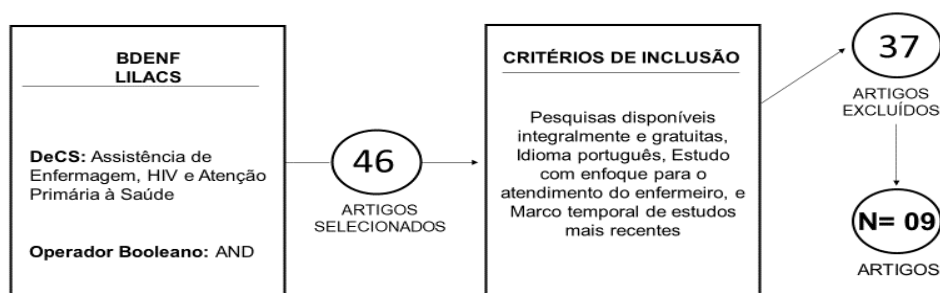 BDENF
LILACS
DeCS: Assistência de
Enfermagem, HIV e Atenção
Primária à Saúde
Operador Booleano: AND
46
ARTIGOS
SELECIONADOS
CRITÉRIOS DE INCLUSÃO
Pesquisas disponíveis
integralmente e gratuitas,
Idioma português, Estudo
com enfoque para o
atendimento do enfermeiro, e
Marco temporal de estudos
mais recentes
37
ARTIGOS
EXCLUÍDOS
N= 09
ARTIGOS